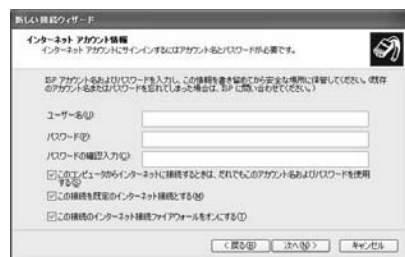 新しい接続ウィザード
インターネット アカウント情報
インターネット アカウントにサインインするにはアカウント名とパスワードが必要です。
ISP アカウント名およびパスワードを入力し、この情報を書き留めてから安全な場所に保管してください。(既存
のアカウント名またはパスワードを忘れてしまった場合は、ISP に問い合わせてください。)
ユーザー名(U):
パスワード(P):
パスワードの確認入力(C):
このコンピュータからインターネットに接続するときは、だれでもこのアカウント名およびパスワードを使用
する(S)
この接続を既定のインターネット接続とする(M)
この接続のインターネット接続ファイアウォールをオンにする(T)
< 戻る(B) 次へ(N) > キャンセル